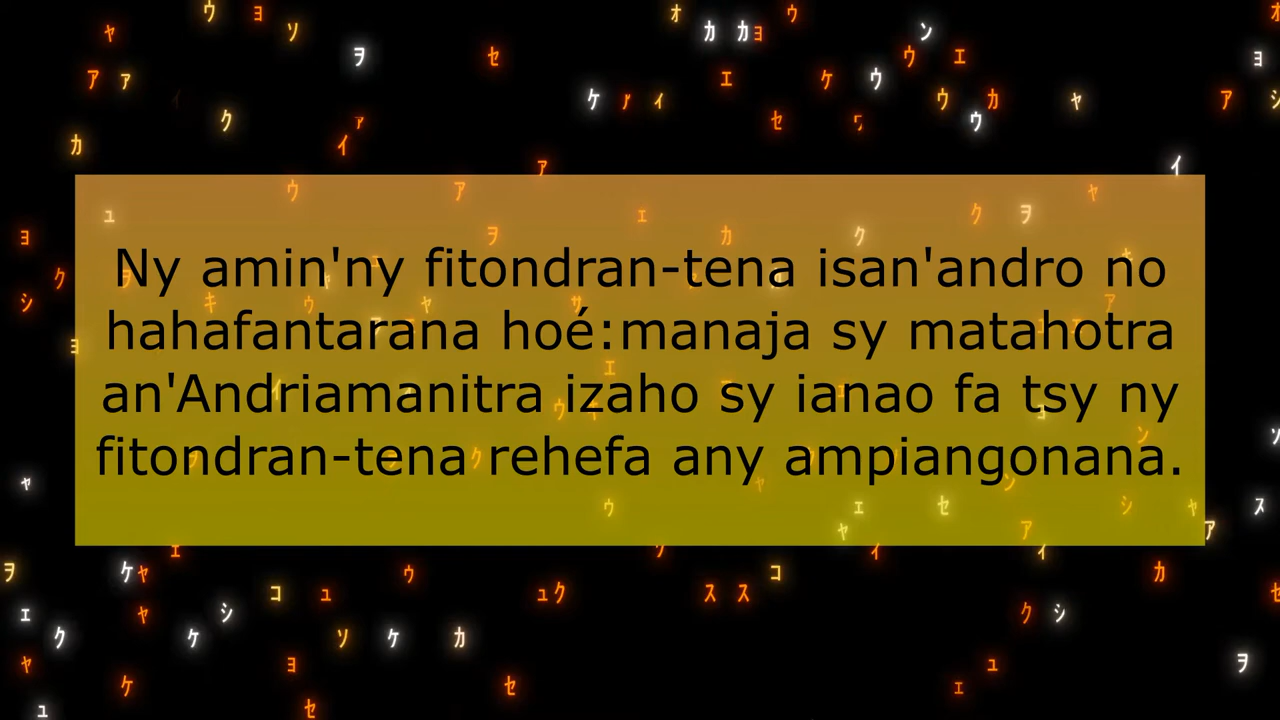 Ny amin'ny fitondran-tena isan'andro no
hahafantarana hoé:manaja sy matahotra
an'Andriamanitra izaho sy ianao fa tsy ny
fitondran-tena rehefa any ampiangonana.